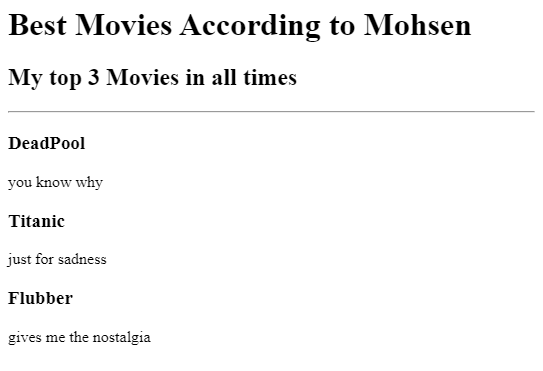 Best Movies According to Mohsen
My top 3 Movies in all times
DeadPool
you know why
Titanic
just for sadness
Flubber
gives me the nostalgia